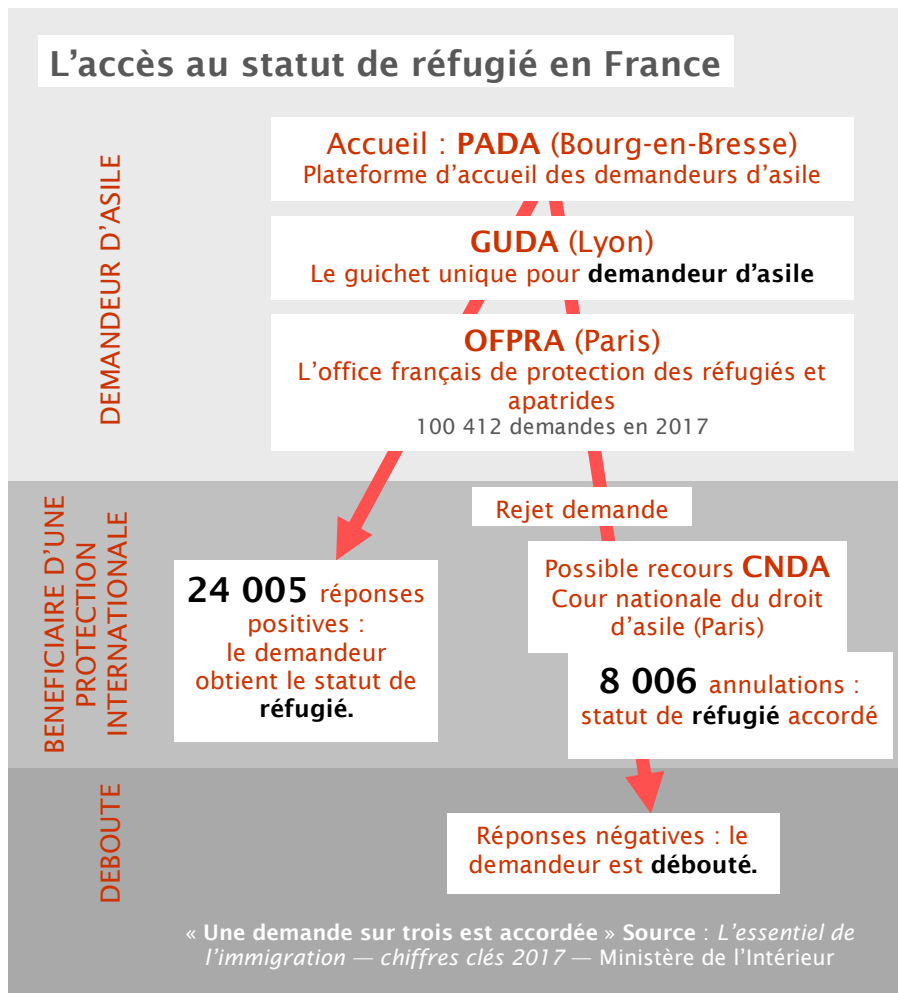 L'accès au statut de réfugié en France
DEMANDEUR D'ASILE
Accueil : PADA (Bourg-en-Bresse)
Plateforme d'accueil des demandeurs d'asile
GUDA (Lyon)
Le guichet unique pour demandeur d'asile
OFPRA (Paris)
L'office français de protection des réfugiés et
apatrides
100 412 demandes en 2017
BENEFICIAIRE D'UNE
PROTECTION
INTERNATIONALE
Rejet demande
24 005 réponses
positives :
le demandeur
obtient le statut de
réfugié.
Possible recours CNDA
Cour nationale du droit
d'asile (Paris)
8 006 annulations :
statut de réfugié accordé
DEBOUTE
Réponses négatives : le
demandeur est débouté.
« Une demande sur trois est accordée » Source : L'essentiel de
l'immigration — chiffres clés 2017 — Ministère de l'Intérieur